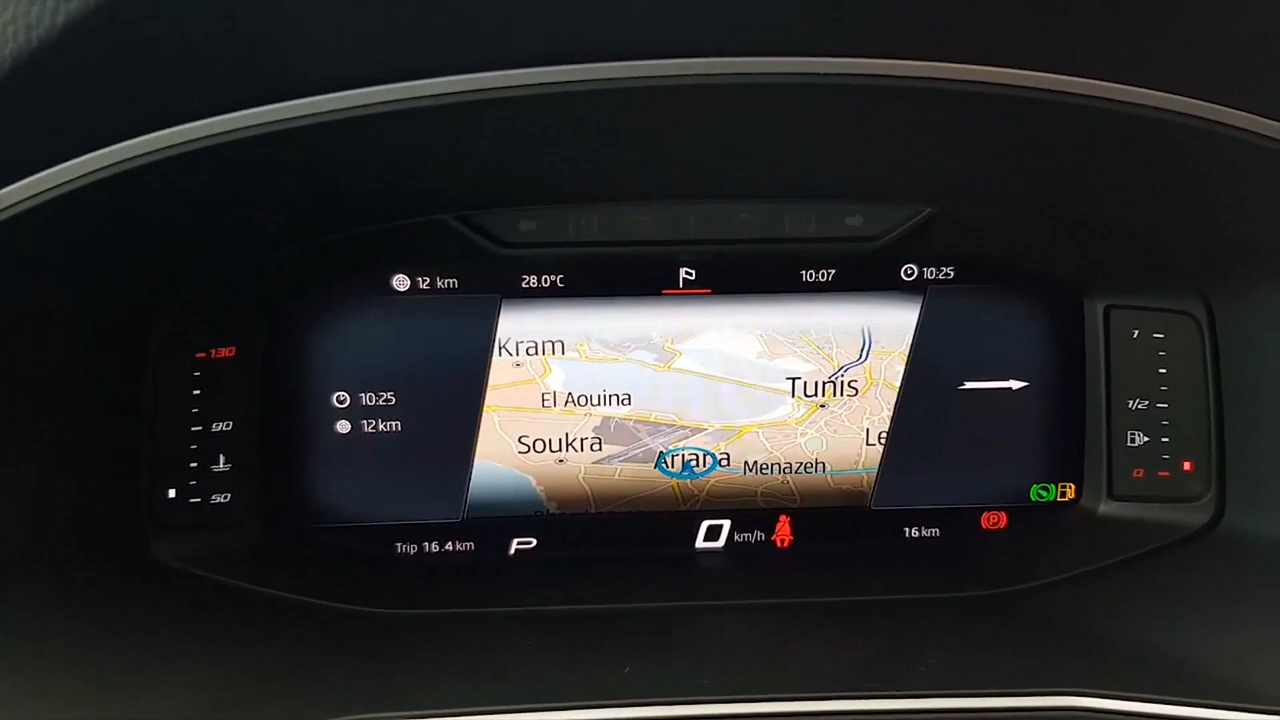 12 km
28.0°C
10:07
10:25
130
90
50
10:25
12 km
Kram
El Aouina
Tunis
Soukra
Ariana
Menazeh
Le
1
1/2
0
Trip 16.4 km
P
0 km/h
16 km
P